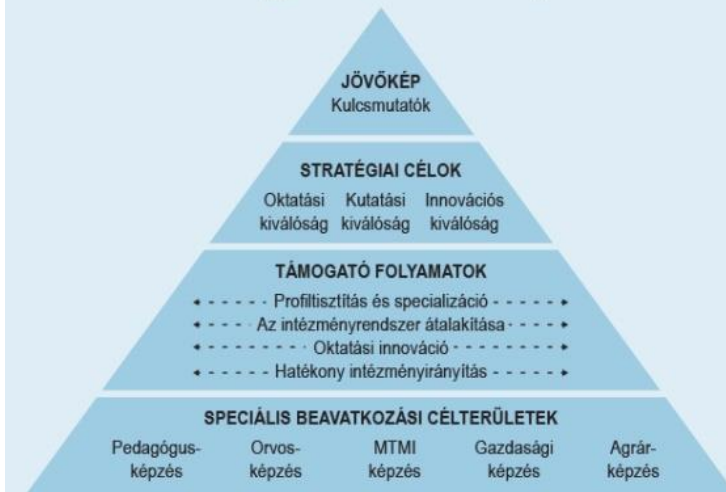 JÖVŐKÉP
Kulcsmutatók
STRATÉGIAI CÉLOK
Oktatási Kutatási Innovációs
kiválóság kiválóság kiválóság
TÁMOGATÓ FOLYAMATOK
Profiltisztítás és specializáció
Az intézményrendszer átalakítása
Oktatási innováció
Hatékony intézményirányítás
SPECIÁLIS BEAVATKOZÁSI CÉLTERÜLETEK
Pedagógus- Orvos- MTMI Gazdasági Agrár-
képzés képzés képzés képzés képzés